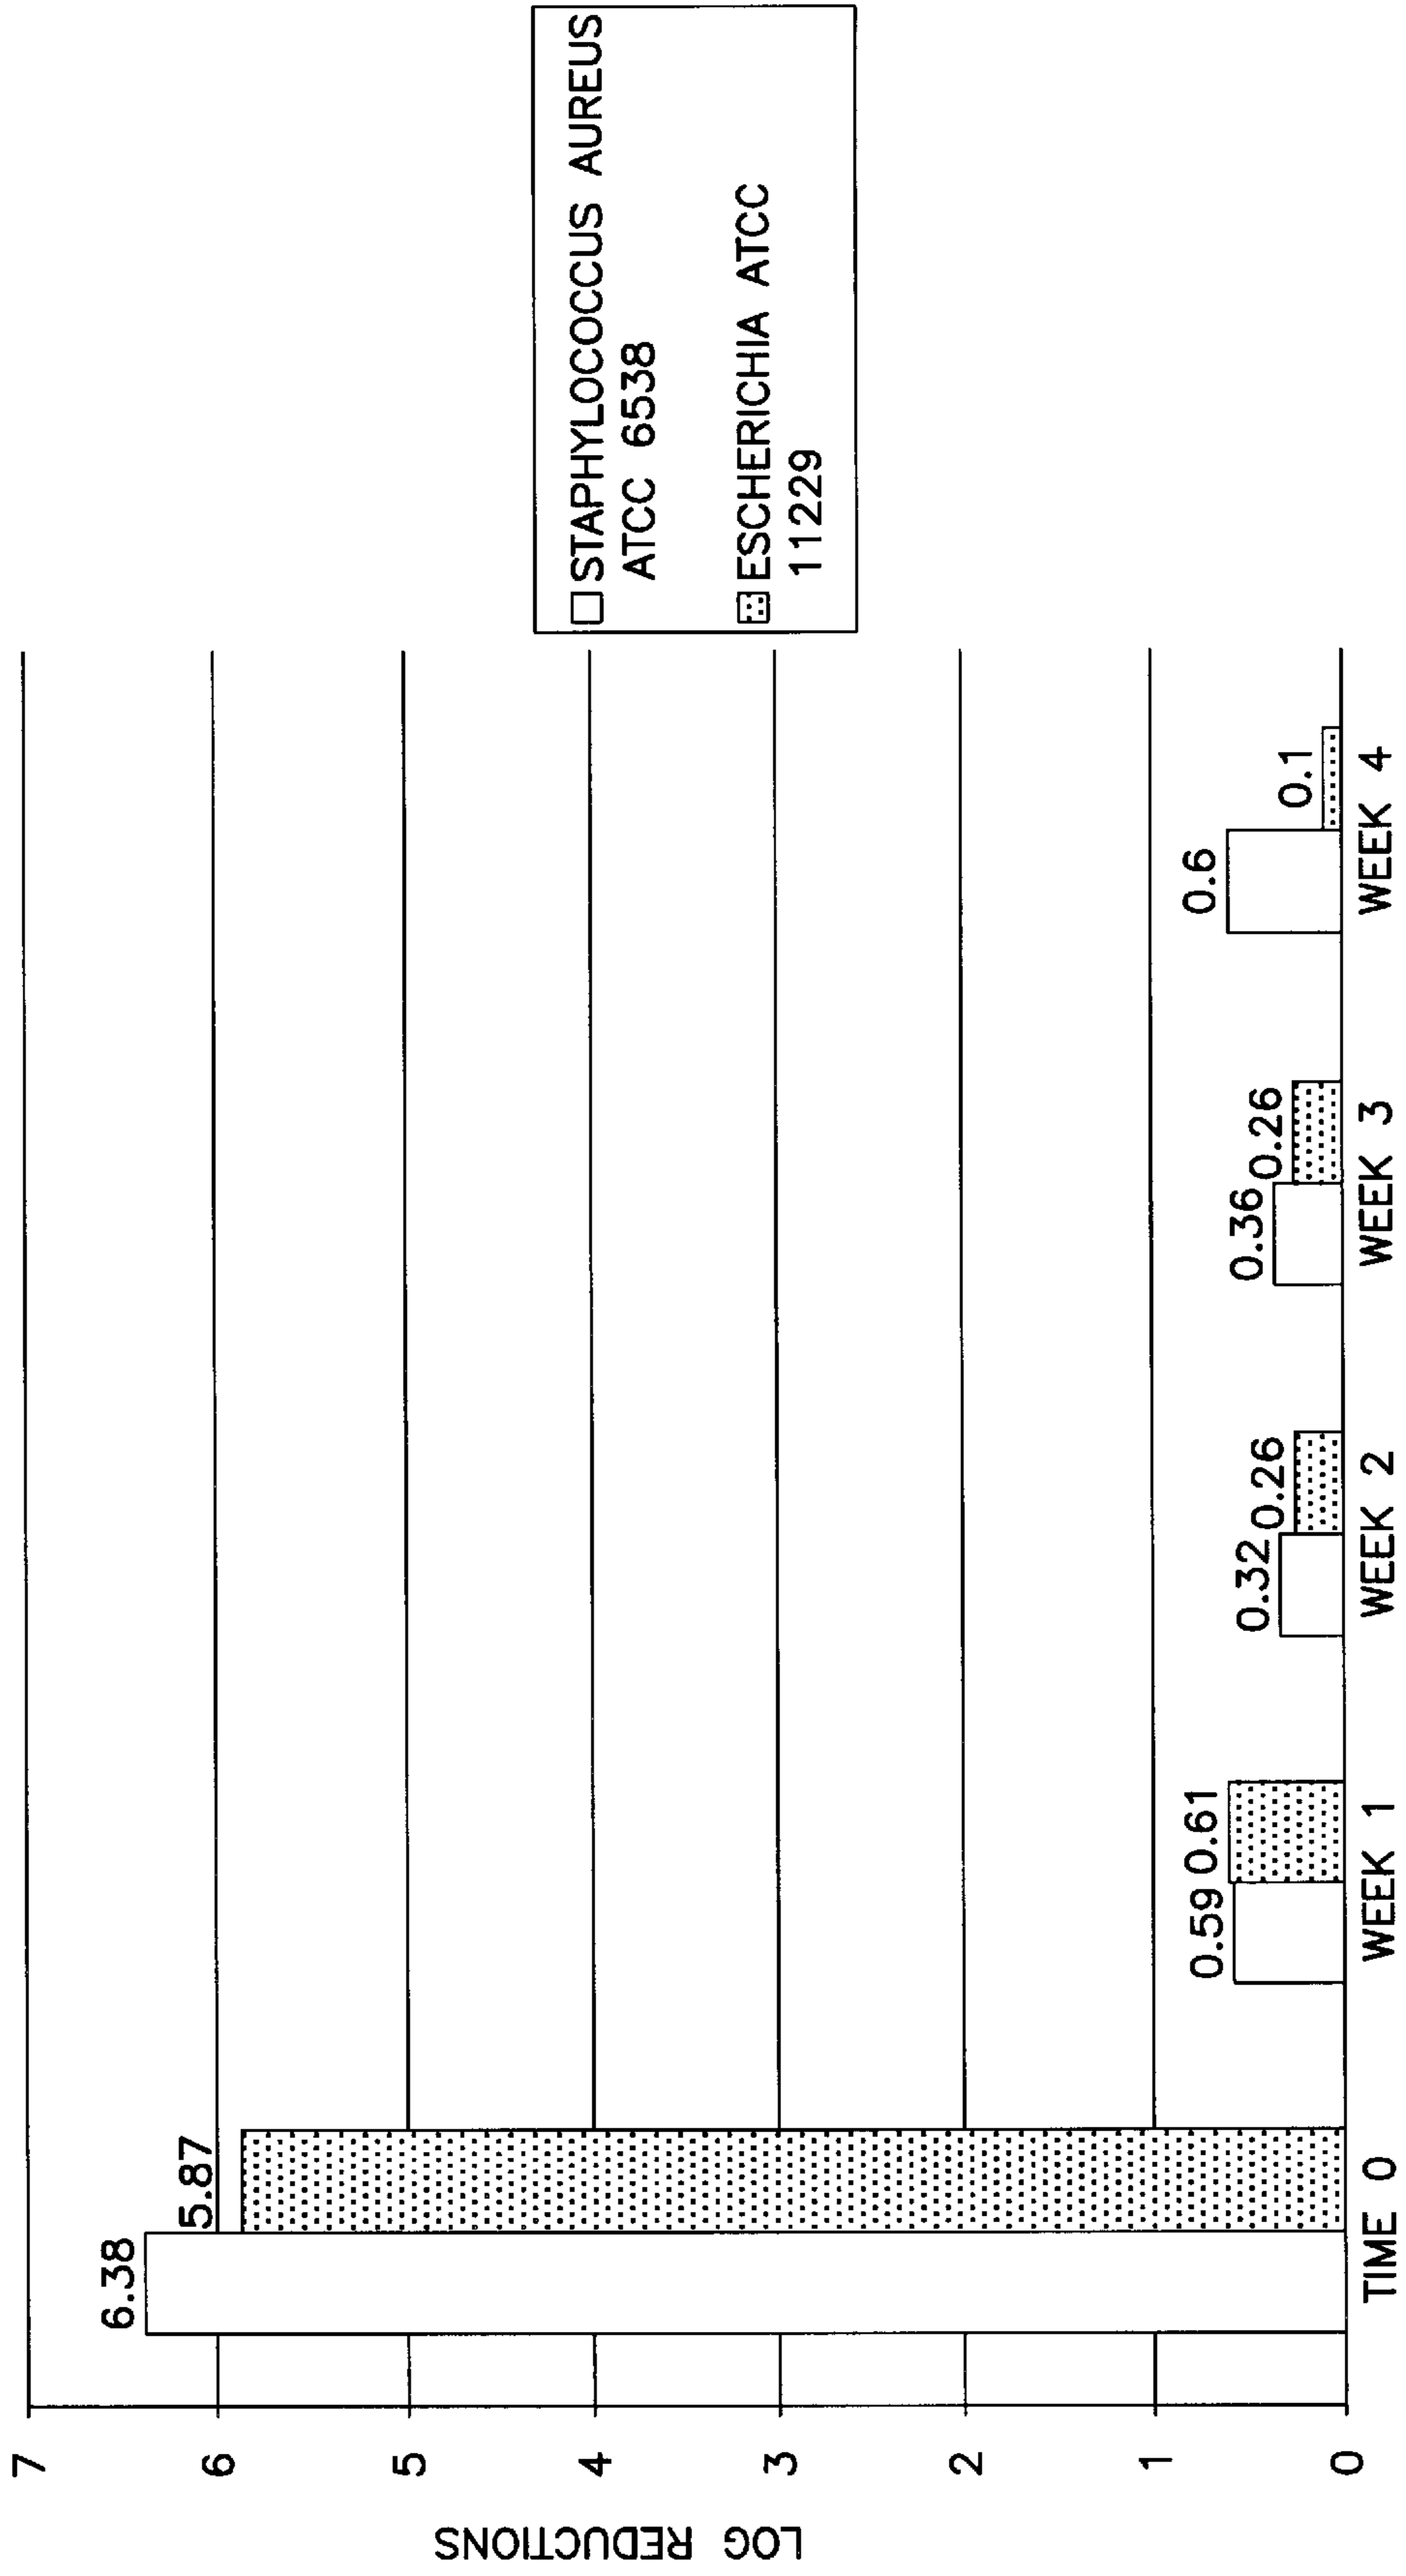 7
6
5
4
3
2
1
0
LOG REDUCTIONS
6.38
5.87
0.59
0.61
0.32
0.26
0.36
0.26
0.6
0.1
TIME 0
WEEK 1
WEEK 2
WEEK 3
WEEK 4
STAPHYLOCOCCUS AUREUS
ATCC 6538
ESCHERICHIA ATCC
11229